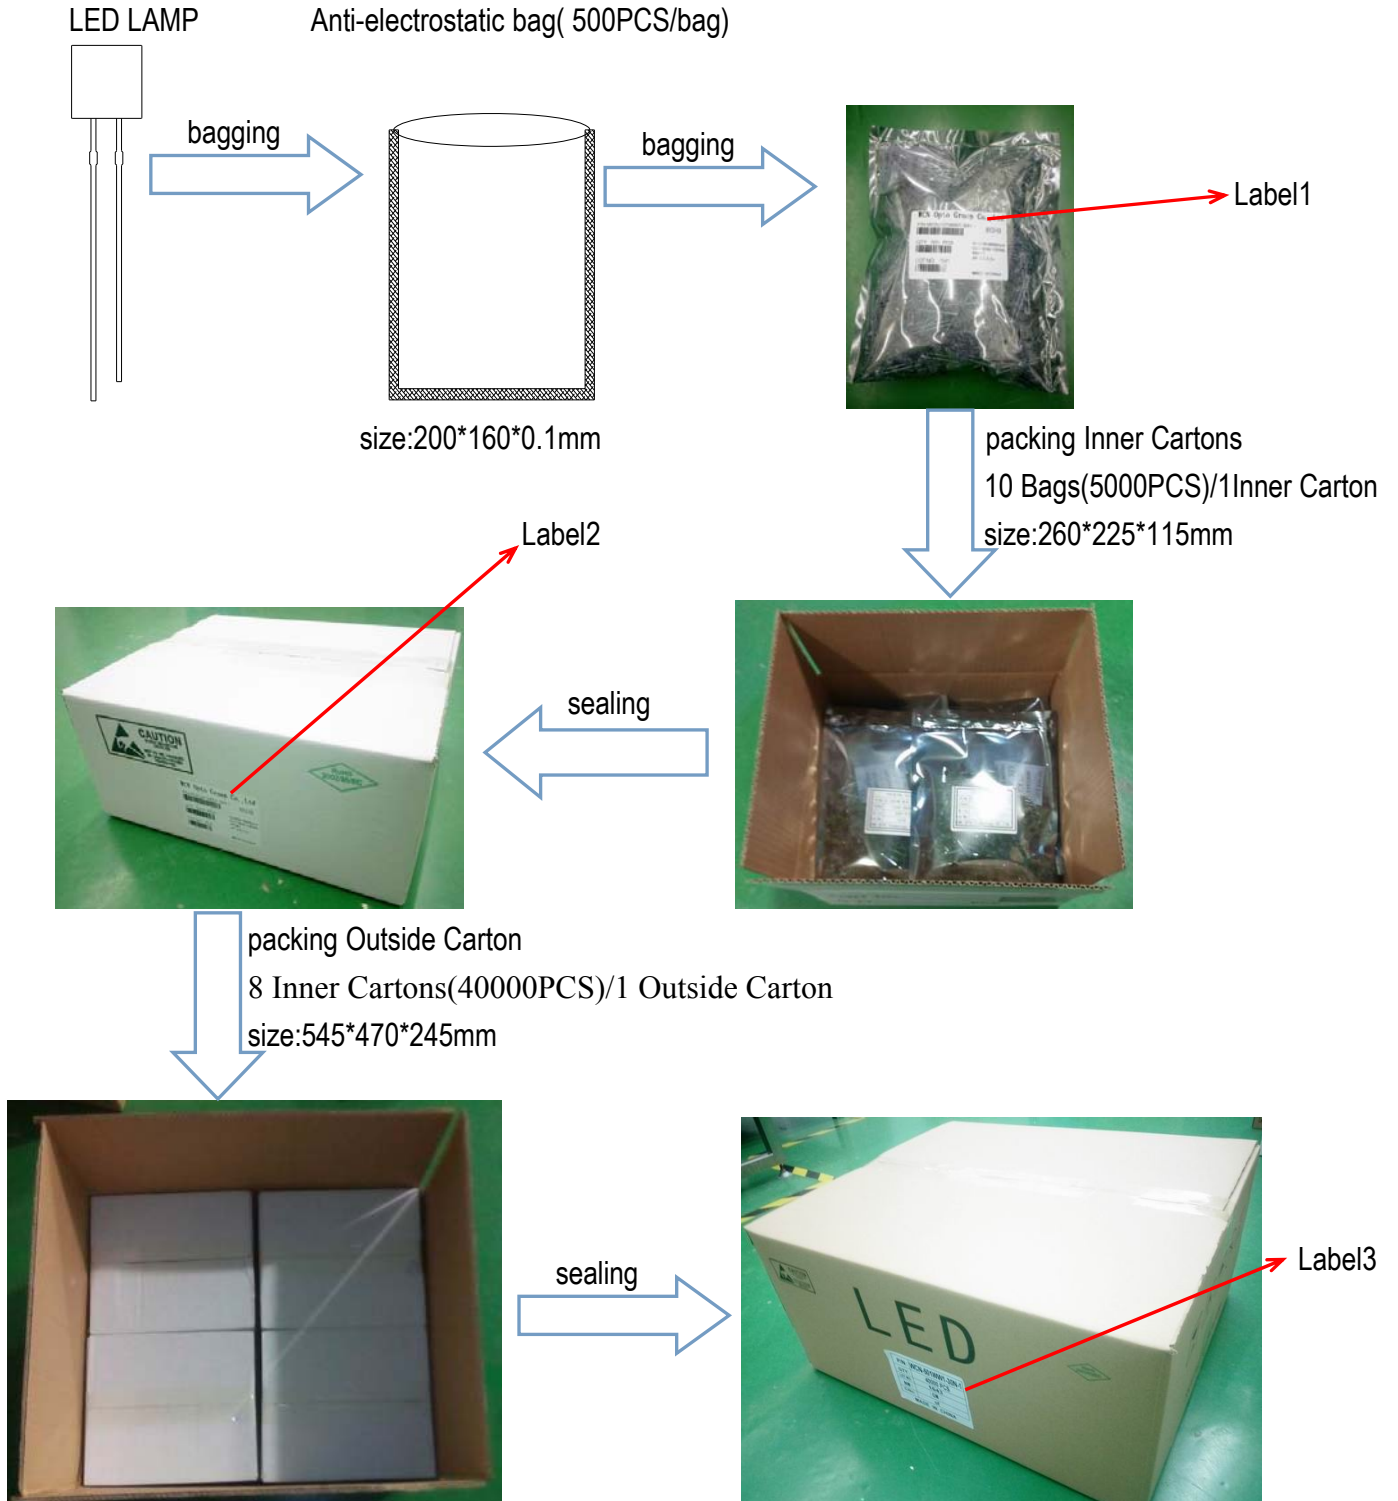 LED LAMP
Anti-electrostatic bag( 500PCS/bag)
bagging
bagging
Label1
size:200*160*0.1mm
packing Inner Cartons
10 Bags(5000PCS)/1Inner Carton
size:260*225*115mm
Label2
sealing
CAUTION
packing Outside Carton
8 Inner Cartons(40000PCS)/1 Outside Carton
size:545*470*245mm
sealing
Label3
LED